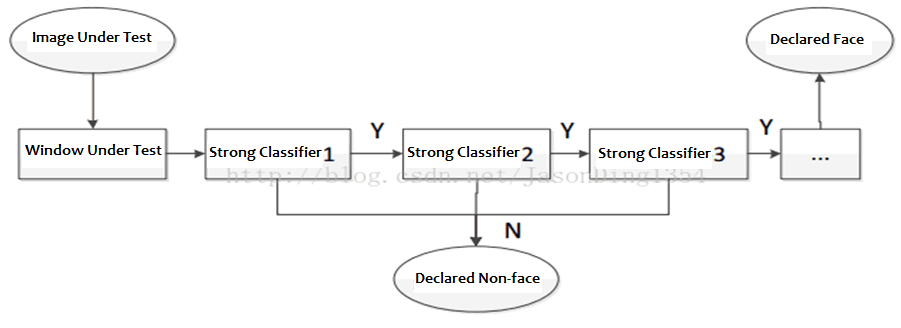 Image Under Test
Declared Face
Y
Y
Y
Window Under Test
Strong Classifier 1
Strong Classifier 2
Strong Classifier 3
...
http://blog.csdn.net/JasonDing1354
N
Declared Non-face